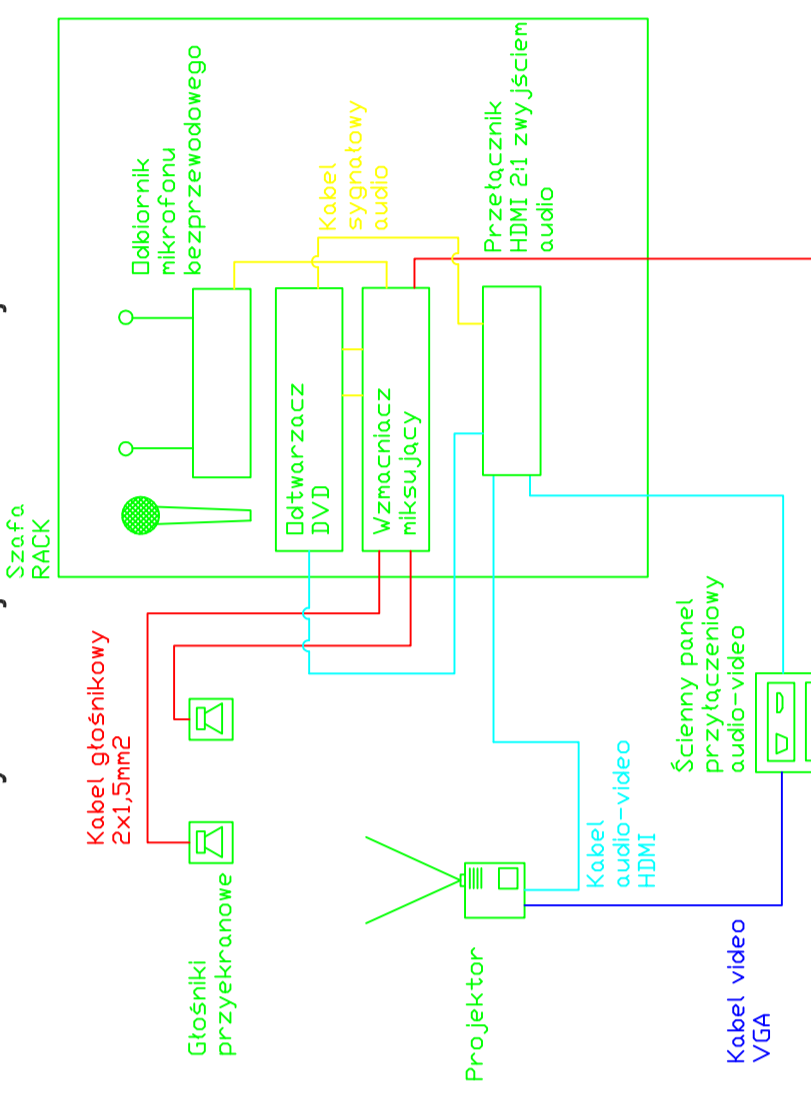 Szafa
RACK
Odbiornik
mikrofonu
bezprzewodowego
Kabel
sygnałowy
audio
Przełącznik
HDMI 2:1 zwyjściem
audio
Odtwarzacz
DVD
Wzmacniacz
miksujący
Kabel głośnikowy
2x1,5mm2
Głośniki
przyekranowe
Projektor
Kabel
audio-video
HDMI
Ścienny panel
przyłączeniowy
audio-video
Kabel video
VGA